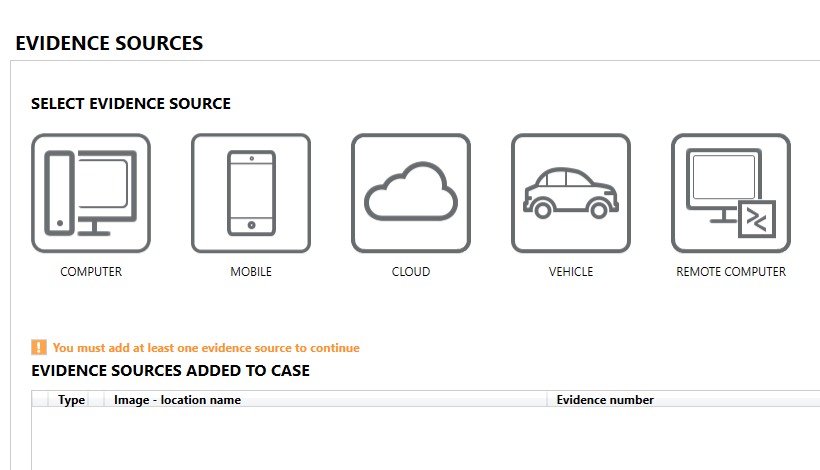 EVIDENCE SOURCES
SELECT EVIDENCE SOURCE
COMPUTER MOBILE CLOUD VEHICLE REMOTE COMPUTER
You must add at least one evidence source to continue
EVIDENCE SOURCES ADDED TO CASE
Type Image - location name Evidence number